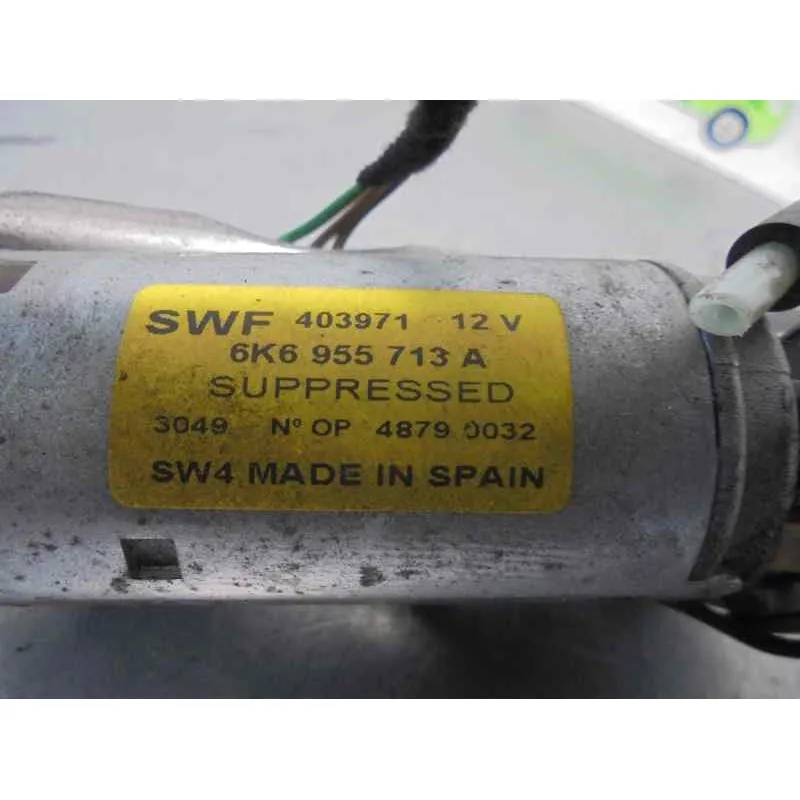 SWF 403971 12 V
6K6 955 713 A
SUPPRESSED
3049 Nº OP 4879 0032
SW4 MADE IN SPAIN